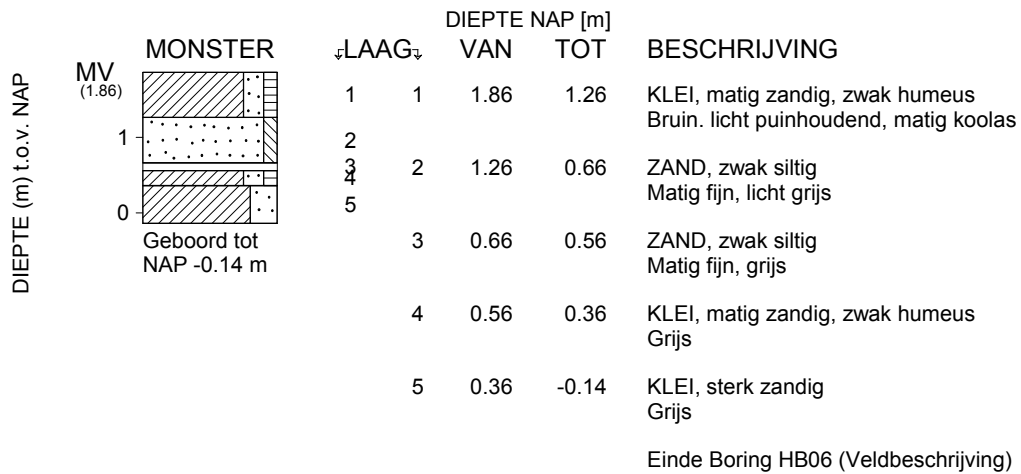 DIEPTE NAP [m]
MONSTER LAAG VAN TOT BESCHRIJVING
DIEPTE (m) t.o.v. NAP
MV
(1.86)
1
0
Geboord tot
NAP -0.14 m
1
2
3
4
5
1 1.86 1.26 KLEI, matig zandig, zwak humeus
Bruin. licht puinhoudend, matig koolas
2 1.26 0.66 ZAND, zwak siltig
Matig fijn, licht grijs
3 0.66 0.56 ZAND, zwak siltig
Matig fijn, grijs
4 0.56 0.36 KLEI, matig zandig, zwak humeus
Grijs
5 0.36 -0.14 KLEI, sterk zandig
Grijs
Einde Boring HB06 (Veldbeschrijving)